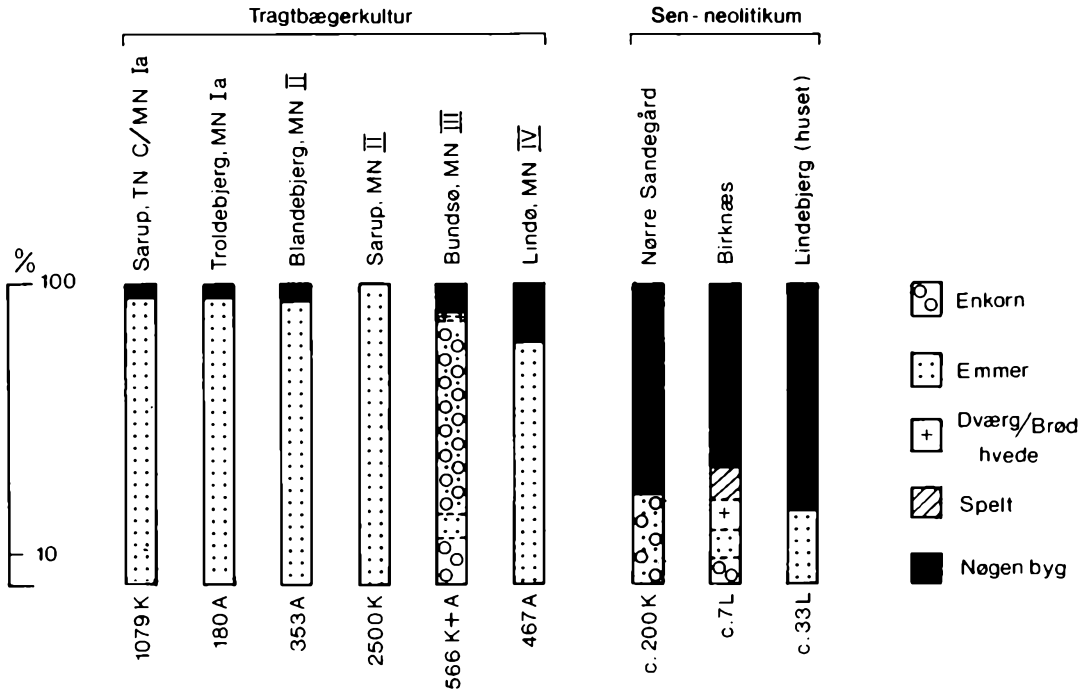 Tragtbægerkultur
Sen-neolitikum
Sarup, TN C/MN Ia
Troldebjerg, MN Ia
Blandebjerg, MN II
Sarup, MN II
Bundsø, MN III
Lindø, MN IV
Nørre Sandegård
Birknæs
Lindebjerg (huset)
%
100
10
Enkorn
Emmer
Dværg/Brød
hvede
Spelt
Nøgen byg
1079 K
180 A
353 A
2500 K
566 K+A
467 A
c. 200 K
c. 7 L
c. 33 L